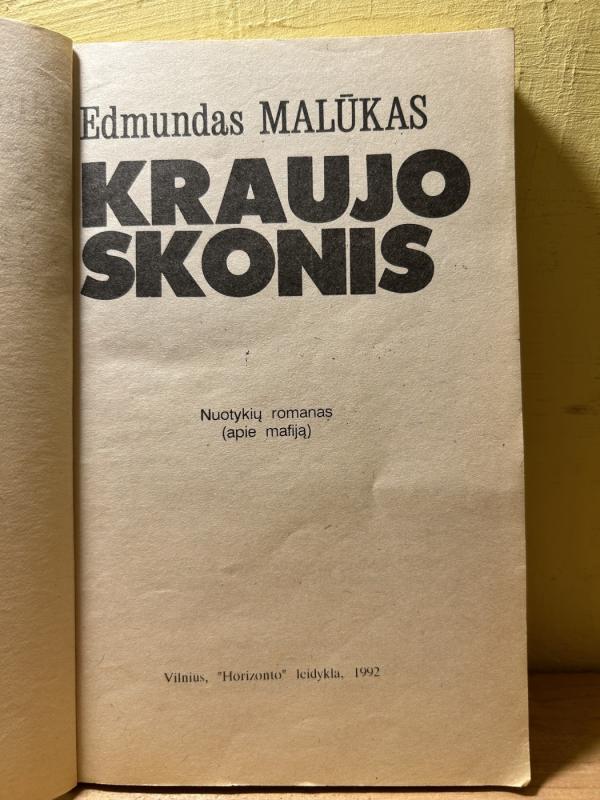 Edmundas MALŪKAS
KRAUJO
SKONIS
Nuotykių romanas
(apie mafiją)
Vilnius, "Horizonto" leidykla, 1992